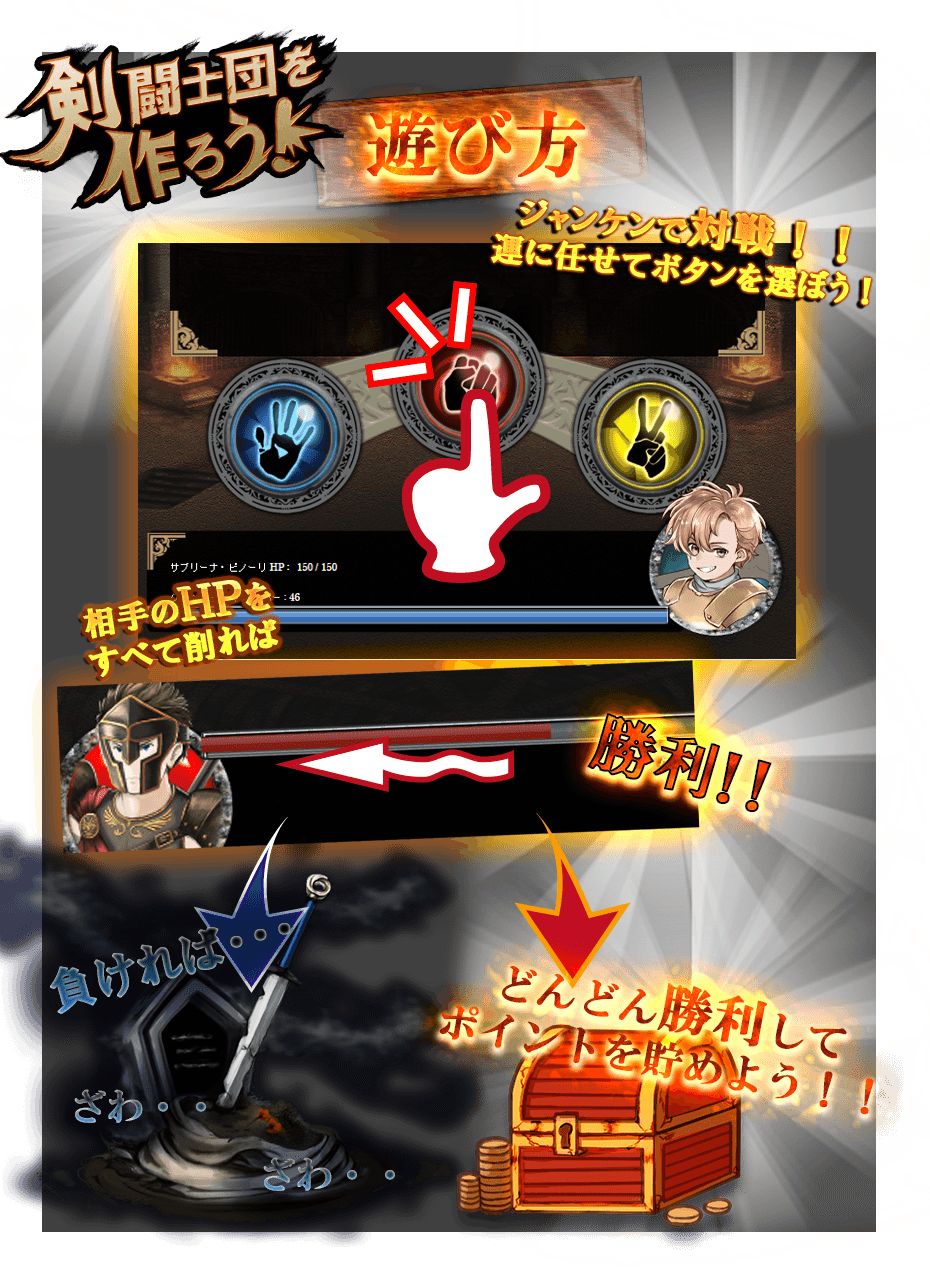 剣闘士団を
作ろう!
遊び方
ジャンケンで対戦！！
運に任せてボタンを選ぼう！
サブリーナ・ピノーリ HP： 150 / 150
ー：46
相手のHPを
すべて削れば
勝利!!
負ければ・・・
どんどん勝利して
ポイントを貯めよう！！
ざわ・・
ざわ・・